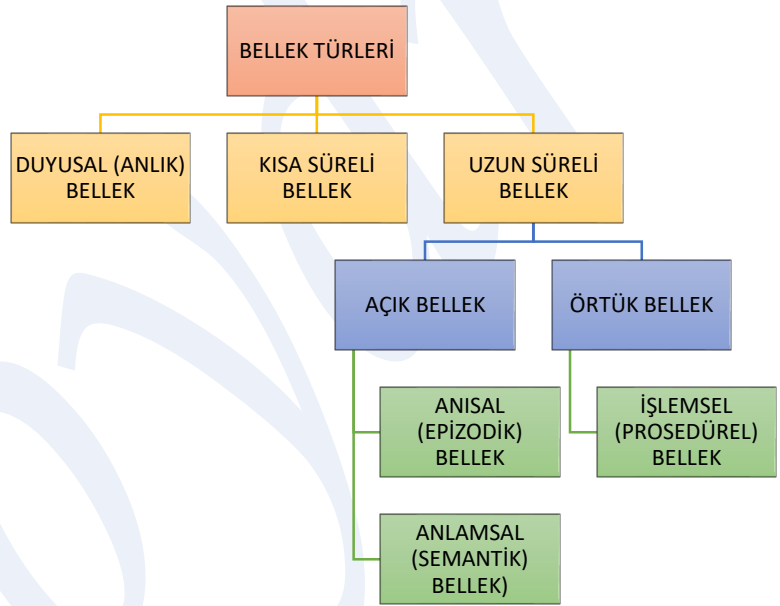 BELLEK TÜRLERİ
DUYUSAL (ANLIK)
BELLEK
KISA SÜRELİ
BELLEK
UZUN SÜRELİ
BELLEK
AÇIK BELLEK
ÖRTÜK BELLEK
ANISAL
(EPİZODİK)
BELLEK
İŞLEMSEL
(PROSEDÜREL)
BELLEK
ANLAMSAL
(SEMANTİK)
BELLEK)